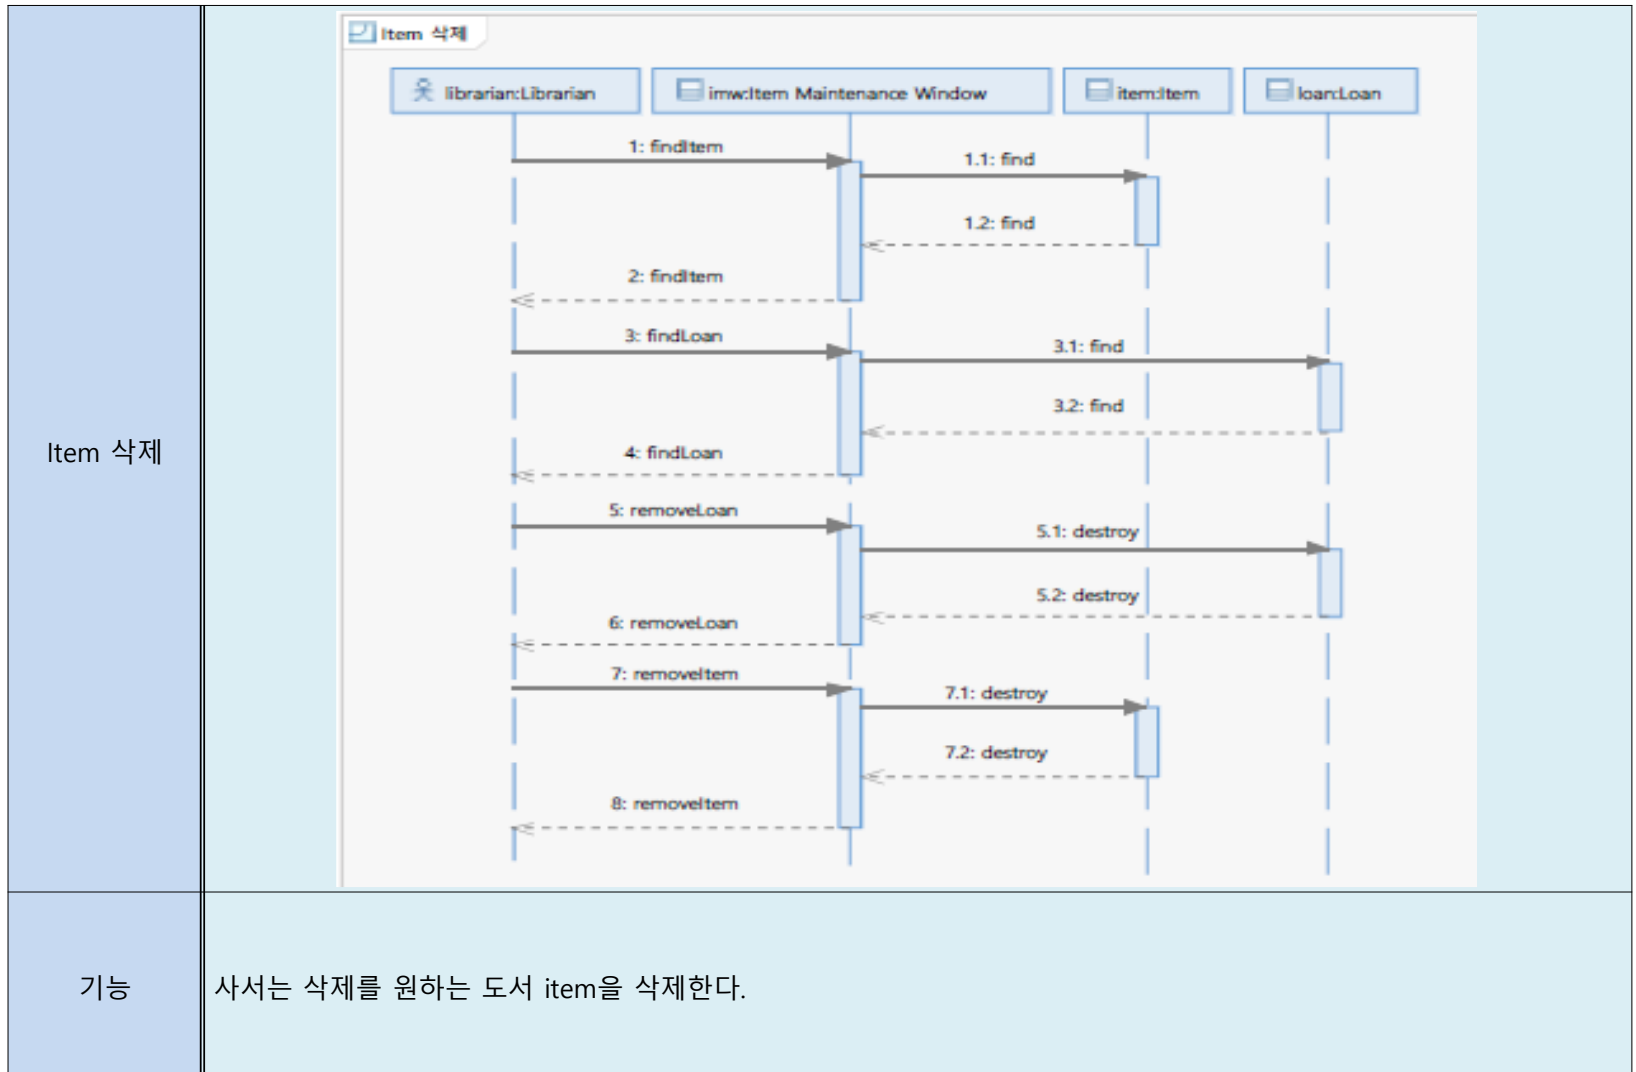 Item 삭제
librarian:Librarian
imw:Item Maintenance Window
item:Item
loan:Loan
1: findItem
1.1: find
1.2: find
2: findItem
3: findLoan
3.1: find
3.2: find
4: findLoan
5: removeLoan
5.1: destroy
5.2: destroy
6: removeLoan
7: removeItem
7.1: destroy
7.2: destroy
8: removeItem
Item 삭제
기능
사서는 삭제를 원하는 도서 item을 삭제한다.